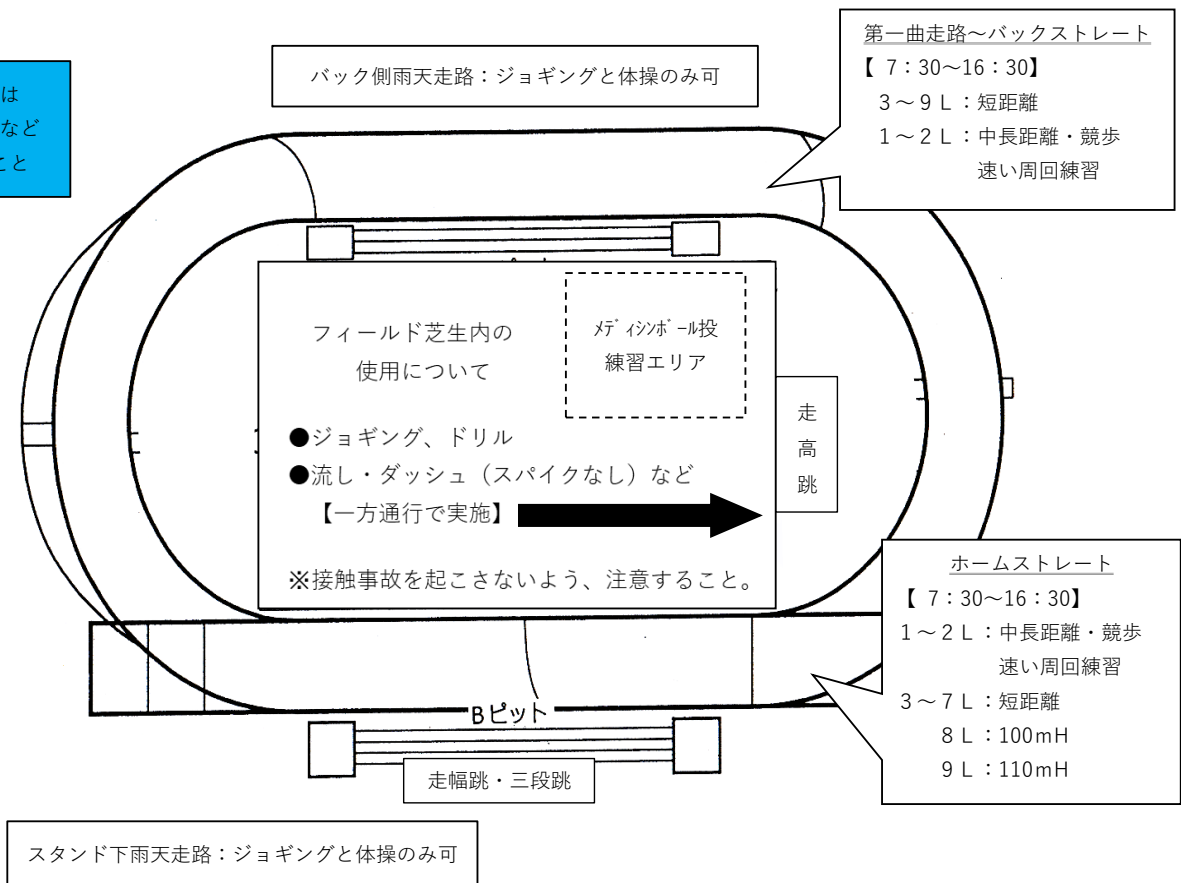 は
など
こと
バック側雨天走路：ジョギングと体操のみ可
第一曲走路～バックストレート
【 7：30～16：30】
3～9L：短距離
1～2L：中長距離・競歩
速い周回練習
フィールド芝生内の
使用について
ﾒﾃﾞｨｼﾝﾎﾞｰﾙ投
練習エリア
●ジョギング、ドリル
●流し・ダッシュ（スパイクなし）など
【一方通行で実施】
※接触事故を起こさないよう、注意すること。
走
高
跳
ホームストレート
【 7：30～16：30】
1～2L：中長距離・競歩
速い周回練習
3～7L：短距離
8L：100mH
9L：110mH
Bピット
走幅跳・三段跳
スタンド下雨天走路：ジョギングと体操のみ可